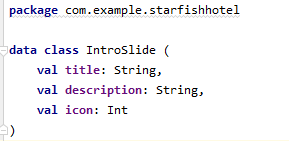 package com.example.starfishhotel
data class IntroSlide (
val title: String,
val description: String,
val icon: Int
)